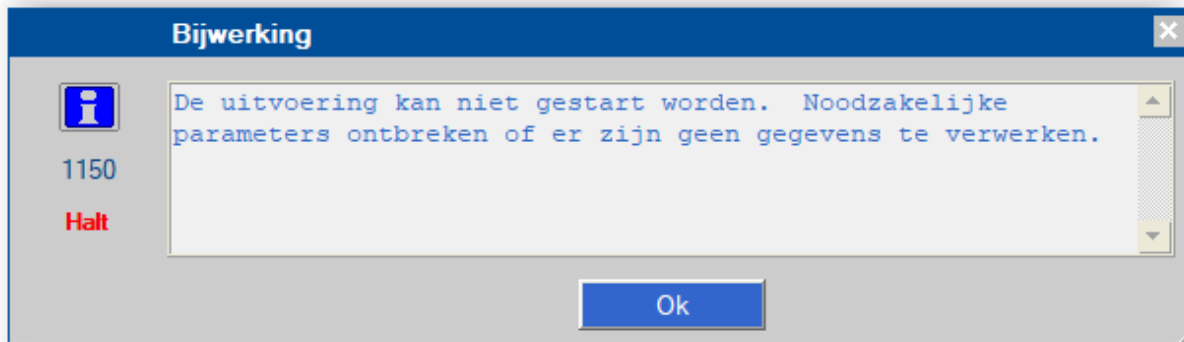 Bijwerking
De uitvoering kan niet gestart worden.  Noodzakelijke
parameters ontbreken of er zijn geen gegevens te verwerken.
1150
Halt
Ok